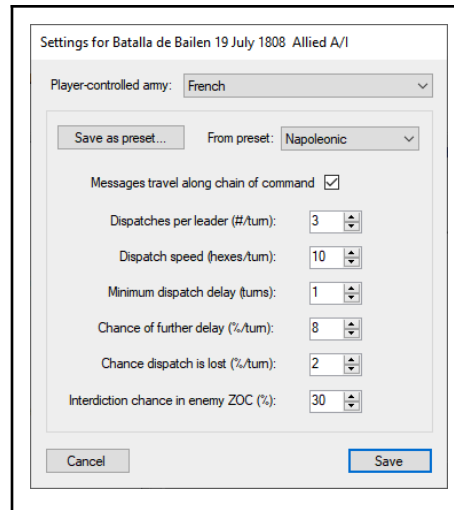 Settings for Batalla de Bailen 19 July 1808 Allied A/I
Player-controlled army: French
Save as preset... From preset: Napoleonic
Messages travel along chain of command
Dispatches per leader (#/turn): 3
Dispatch speed (hexes/turn): 10
Minimum dispatch delay (turns): 1
Chance of further delay (%/turn): 8
Chance dispatch is lost (%/turn): 2
Interdiction chance in enemy ZOC (%): 30
Cancel Save